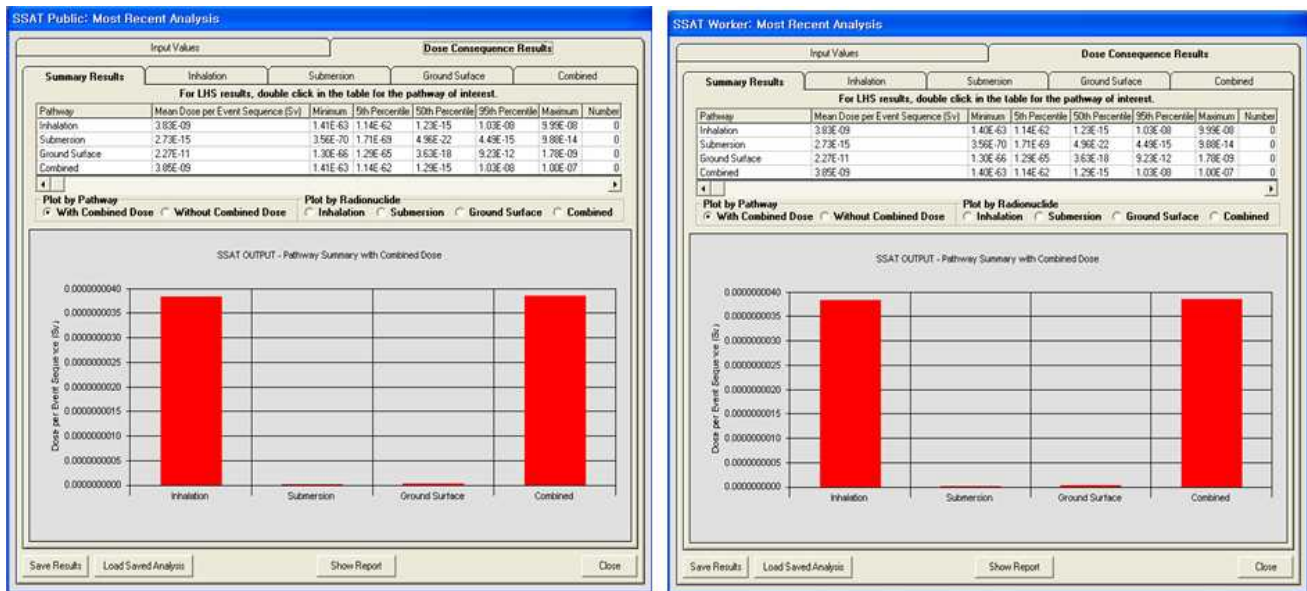 SSAT Public: Most Recent Analysis
Input Values Dose Consequence Results
Summary Results Inhalation Submersion Ground Surface Combined
For LHS results, double click in the table for the pathway of interest.
Pathway Mean Dose per Event Sequence (Sv) Minimum 5th Percentile 50th Percentile 95th Percentile Maximum Number
Inhalation 3.83E-09 1.41E-63 1.14E-62 1.23E-15 1.03E-08 9.99E-08 0
Submersion 2.73E-15 3.56E-70 1.71E-69 4.96E-22 4.49E-15 9.88E-14 0
Ground Surface 2.27E-11 1.30E-66 1.29E-65 3.63E-18 9.23E-12 1.78E-09 0
Combined 3.85E-09 1.41E-63 1.14E-62 1.29E-15 1.03E-08 1.00E-07 0
Plot by Pathway Plot by Radionuclide
With Combined Dose Without Combined Dose Inhalation Submersion Ground Surface Combined
SSAT OUTPUT - Pathway Summary with Combined Dose
Dose per Event Sequence (Sv)
0.0000000040
0.0000000035
0.0000000030
0.0000000025
0.0000000020
0.0000000015
0.0000000010
0.0000000005
0.0000000000
Inhalation Submersion Ground Surface Combined
Save Results Load Saved Analysis Show Report Close
SSAT Worker: Most Recent Analysis
Input Values Dose Consequence Results
Summary Results Inhalation Submersion Ground Surface Combined
For LHS results, double click in the table for the pathway of interest.
Pathway Mean Dose per Event Sequence (Sv) Minimum 5th Percentile 50th Percentile 95th Percentile Maximum Number
Inhalation 3.83E-09 1.40E-63 1.14E-62 1.23E-15 1.03E-08 9.99E-08 0
Submersion 2.73E-15 3.56E-70 1.71E-69 4.96E-22 4.49E-15 9.88E-14 0
Ground Surface 2.27E-11 1.30E-66 1.29E-65 3.63E-18 9.23E-12 1.78E-09 0
Combined 3.85E-09 1.40E-63 1.14E-62 1.29E-15 1.03E-08 1.00E-07 0
Plot by Pathway Plot by Radionuclide
With Combined Dose Without Combined Dose Inhalation Submersion Ground Surface Combined
SSAT OUTPUT - Pathway Summary with Combined Dose
Dose per Event Sequence (Sv)
0.0000000040
0.0000000035
0.0000000030
0.0000000025
0.0000000020
0.0000000015
0.0000000010
0.0000000005
0.0000000000
Inhalation Submersion Ground Surface Combined
Save Results Load Saved Analysis Show Report Close